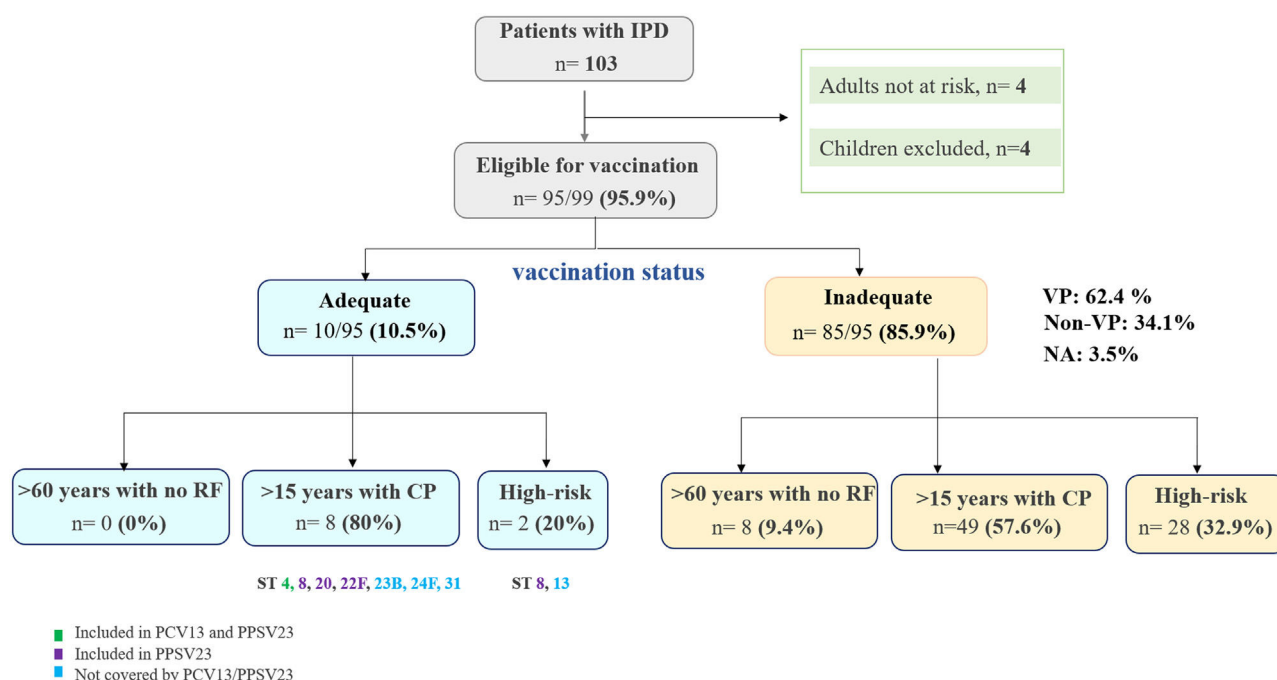 Patients with IPD
n= 103
Adults not at risk, n= 4
Children excluded, n=4
Eligible for vaccination
n= 95/99 (95.9%)
vaccination status
Adequate
n= 10/95 (10.5%)
Inadequate
n= 85/95 (85.9%)
VP: 62.4 %
Non-VP: 34.1%
NA: 3.5%
>60 years with no RF
n= 0 (0%)
>15 years with CP
n= 8 (80%)
High-risk
n= 2 (20%)
>60 years with no RF
n= 8 (9.4%)
>15 years with CP
n=49 (57.6%)
High-risk
n= 28 (32.9%)
ST 4, 8, 20, 22F, 23B, 24F, 31
ST 8, 13
Included in PCV13 and PPSV23
Included in PPSV23
Not covered by PCV13/PPSV23